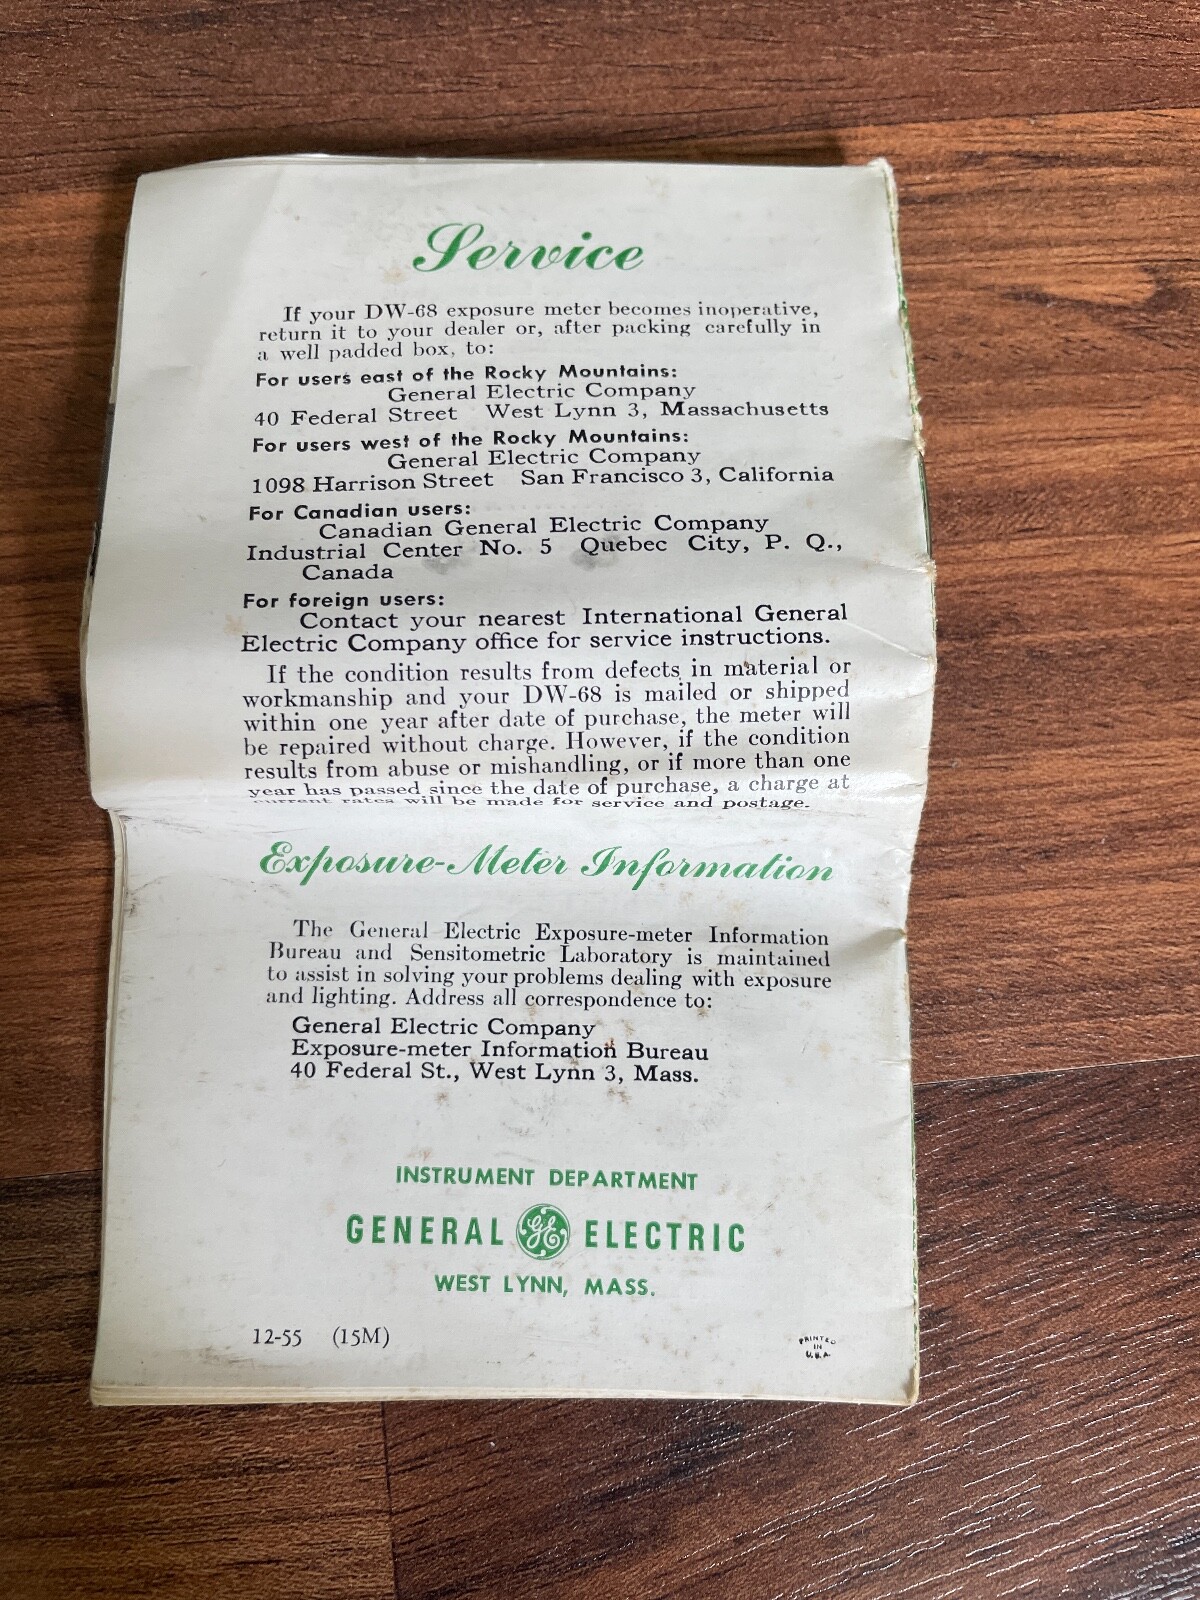 Service
If your DW-68 exposure meter becomes inoperative,
return it to your dealer or, after packing carefully in
a well padded box, to:
For users east of the Rocky Mountains:
General Electric Company
40 Federal Street West Lynn 3, Massachusetts
For users west of the Rocky Mountains:
General Electric Company
1098 Harrison Street San Francisco 3, California
For Canadian users:
Canadian General Electric Company
Industrial Center No. 5 Quebec City, P. Q.,
Canada
For foreign users:
Contact your nearest International General
Electric Company office for service instructions.
If the condition results from defects in material or
workmanship and your DW-68 is mailed or shipped
within one year after date of purchase, the meter will
be repaired without charge. However, if the condition
results from abuse or mishandling, or if more than one
year has passed since the date of purchase, a charge at
current rates will be made for service and postage.
Exposure-Meter Information
The General Electric Exposure-meter Information
Bureau and Sensitometric Laboratory is maintained
to assist in solving your problems dealing with exposure
and lighting. Address all correspondence to:
General Electric Company
Exposure-meter Information Bureau
40 Federal St., West Lynn 3, Mass.
INSTRUMENT DEPARTMENT
GENERAL GE ELECTRIC
WEST LYNN, MASS.
12-55 (15M)
PRINTED
IN
U.S.A.